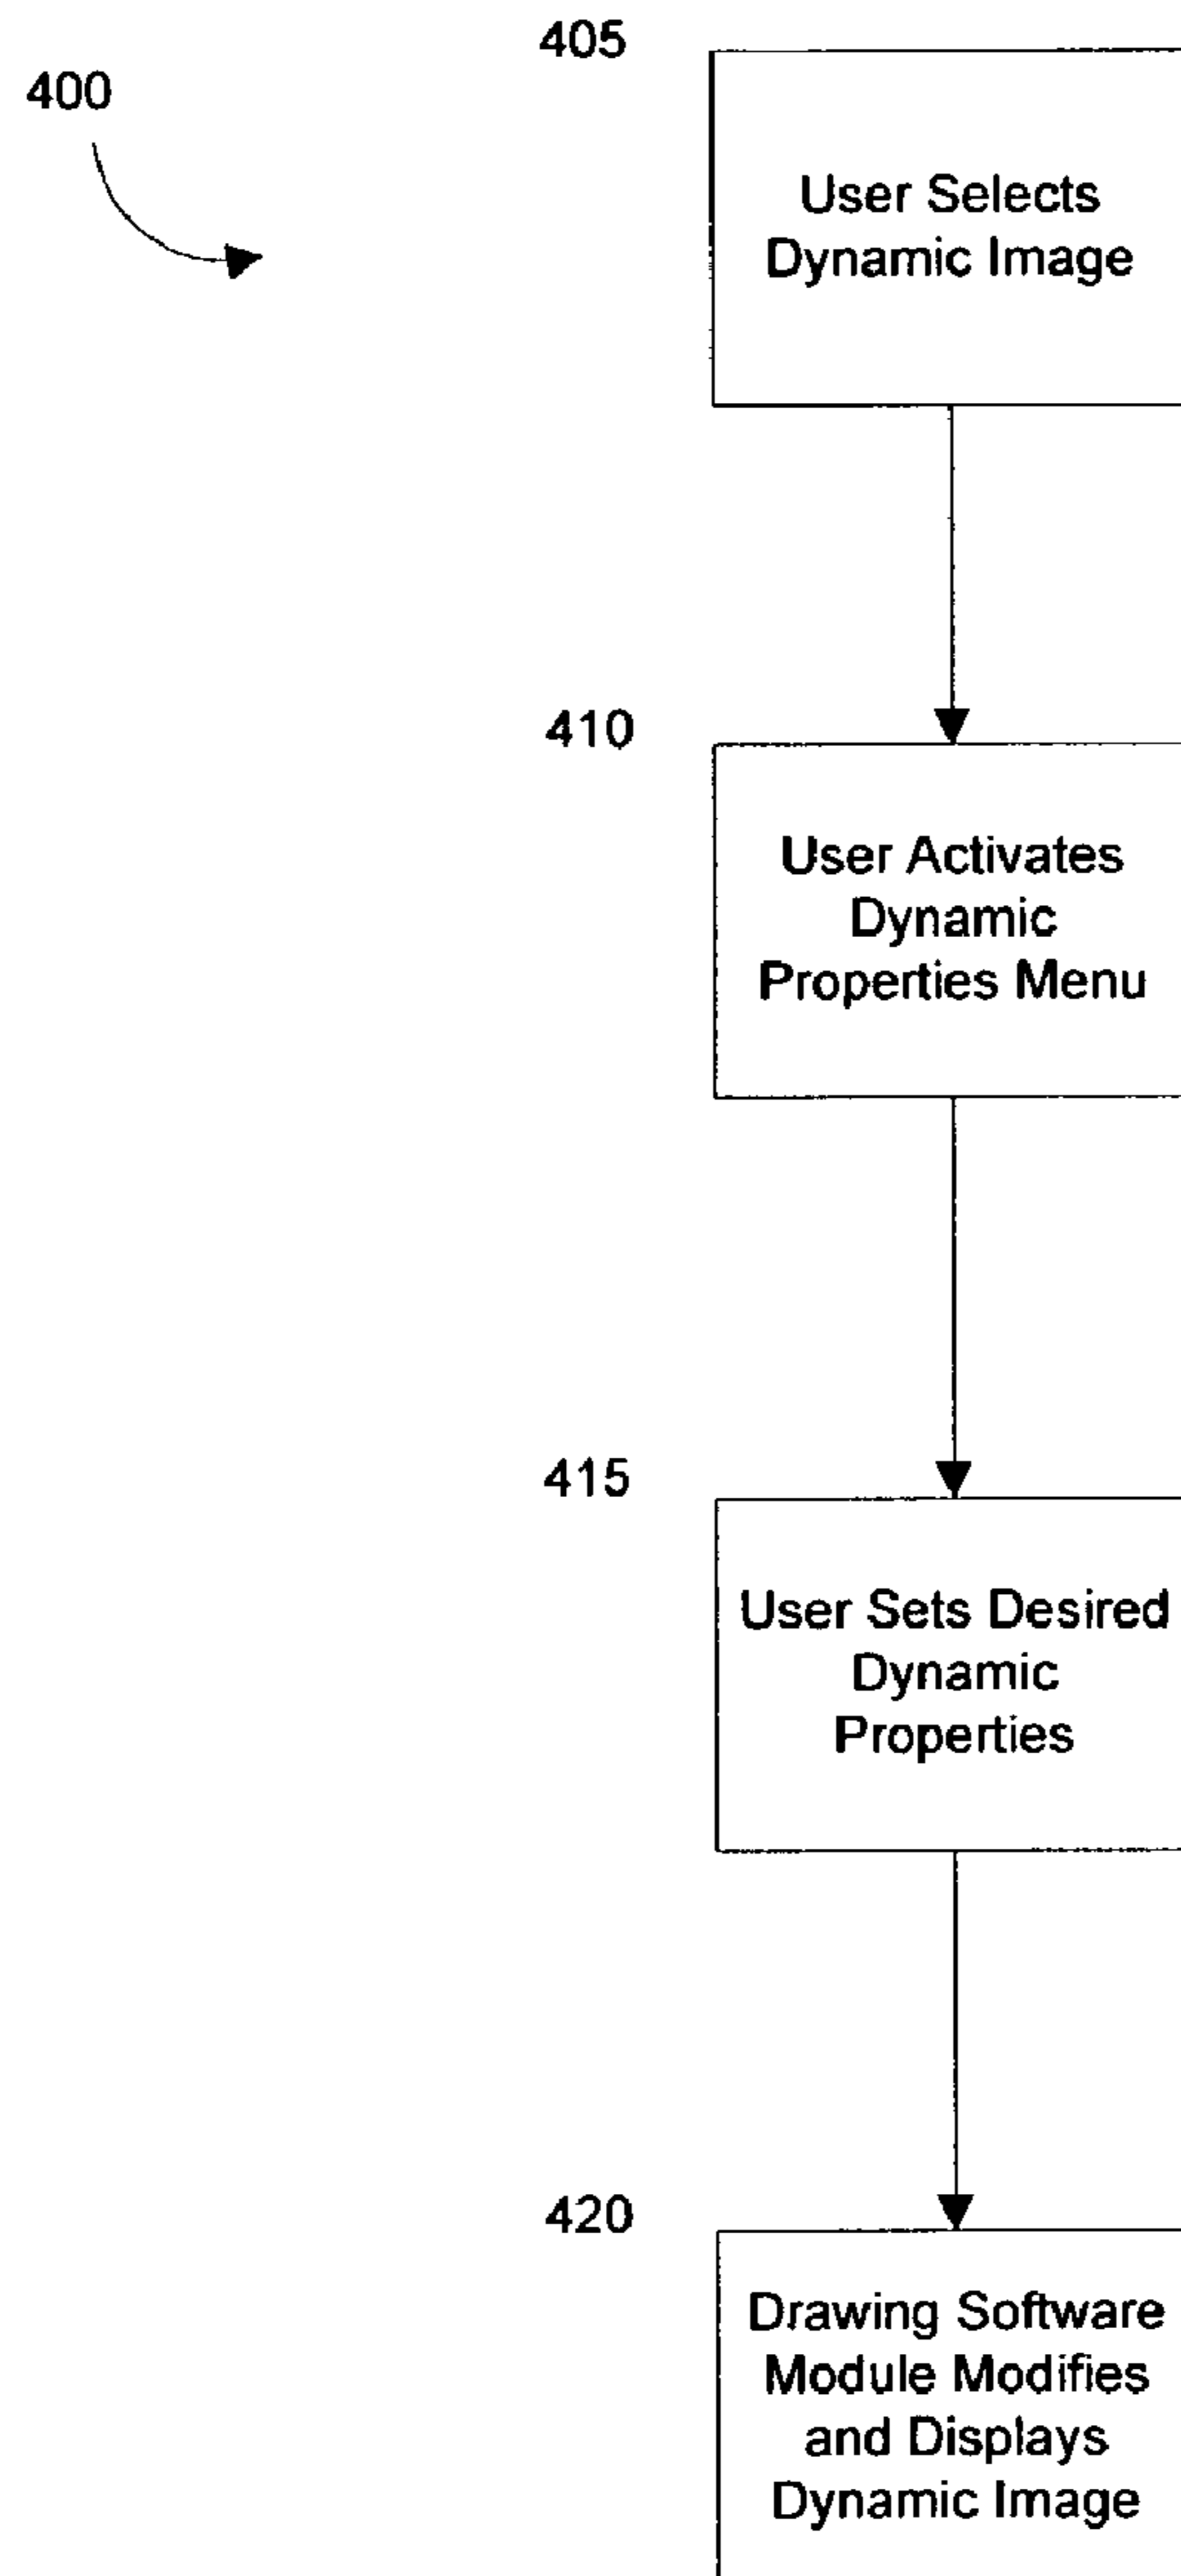 405
400
User Selects
Dynamic Image
410
User Activates
Dynamic
Properties Menu
415
User Sets Desired
Dynamic
Properties
420
Drawing Software
Module Modifies
and Displays
Dynamic Image